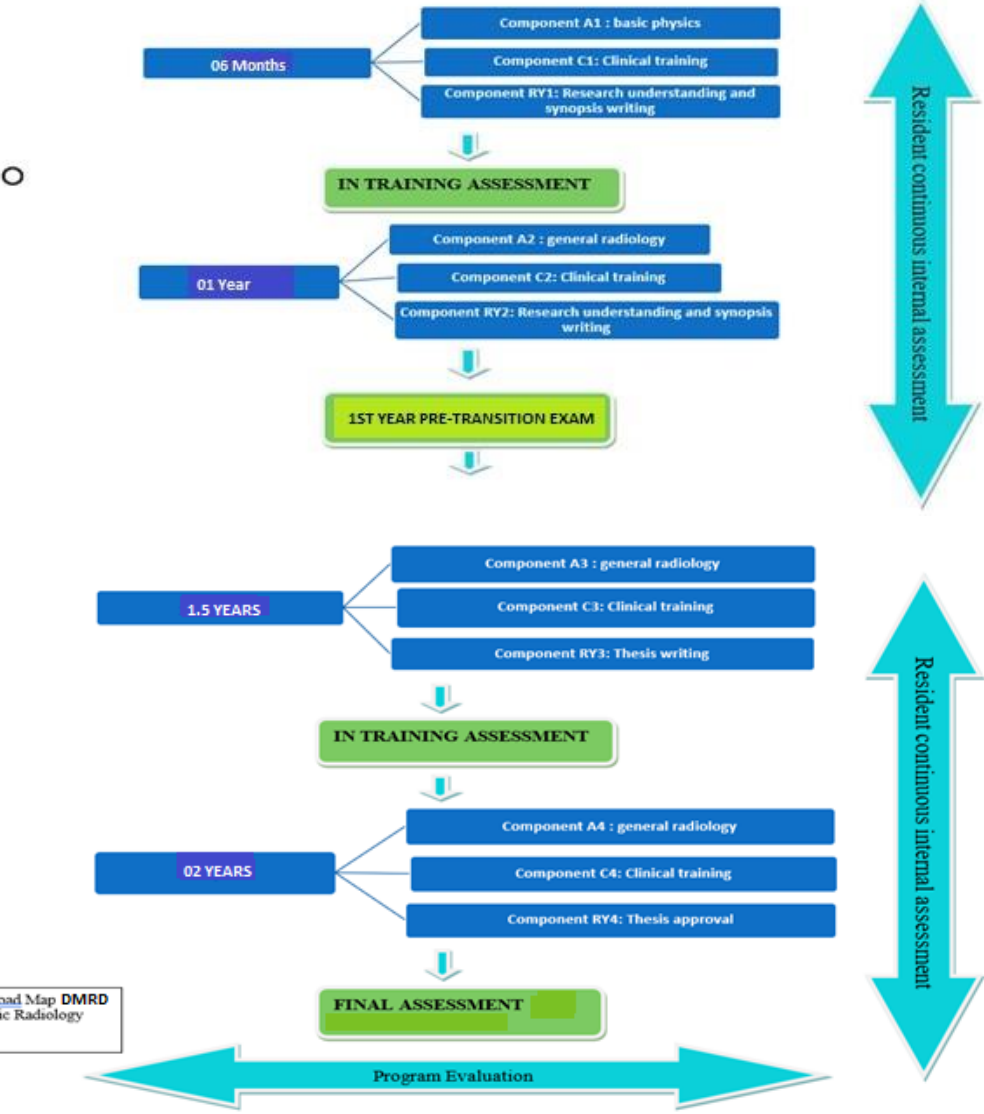 Component A1 : basic physics
06 Months
Component C1: Clinical training
Component RY1: Research understanding and
synopsis writing
O
IN TRAINING ASSESSMENT
Component A2 : general radiology
01 Year
Component C2: Clinical training
Component RY2: Research understanding and synopsis
writing
1ST YEAR PRE-TRANSITION EXAM
Resident continuous internal assessment
Component A3 : general radiology
1.5 YEARS
Component C3: Clinical training
Component RY3: Thesis writing
IN TRAINING ASSESSMENT
Component A4 : general radiology
02 YEARS
Component C4: Clinical training
Component RY4: Thesis approval
Resident continuous internal assessment
Map DMRD
Radiology
FINAL ASSESSMENT
Program Evaluation